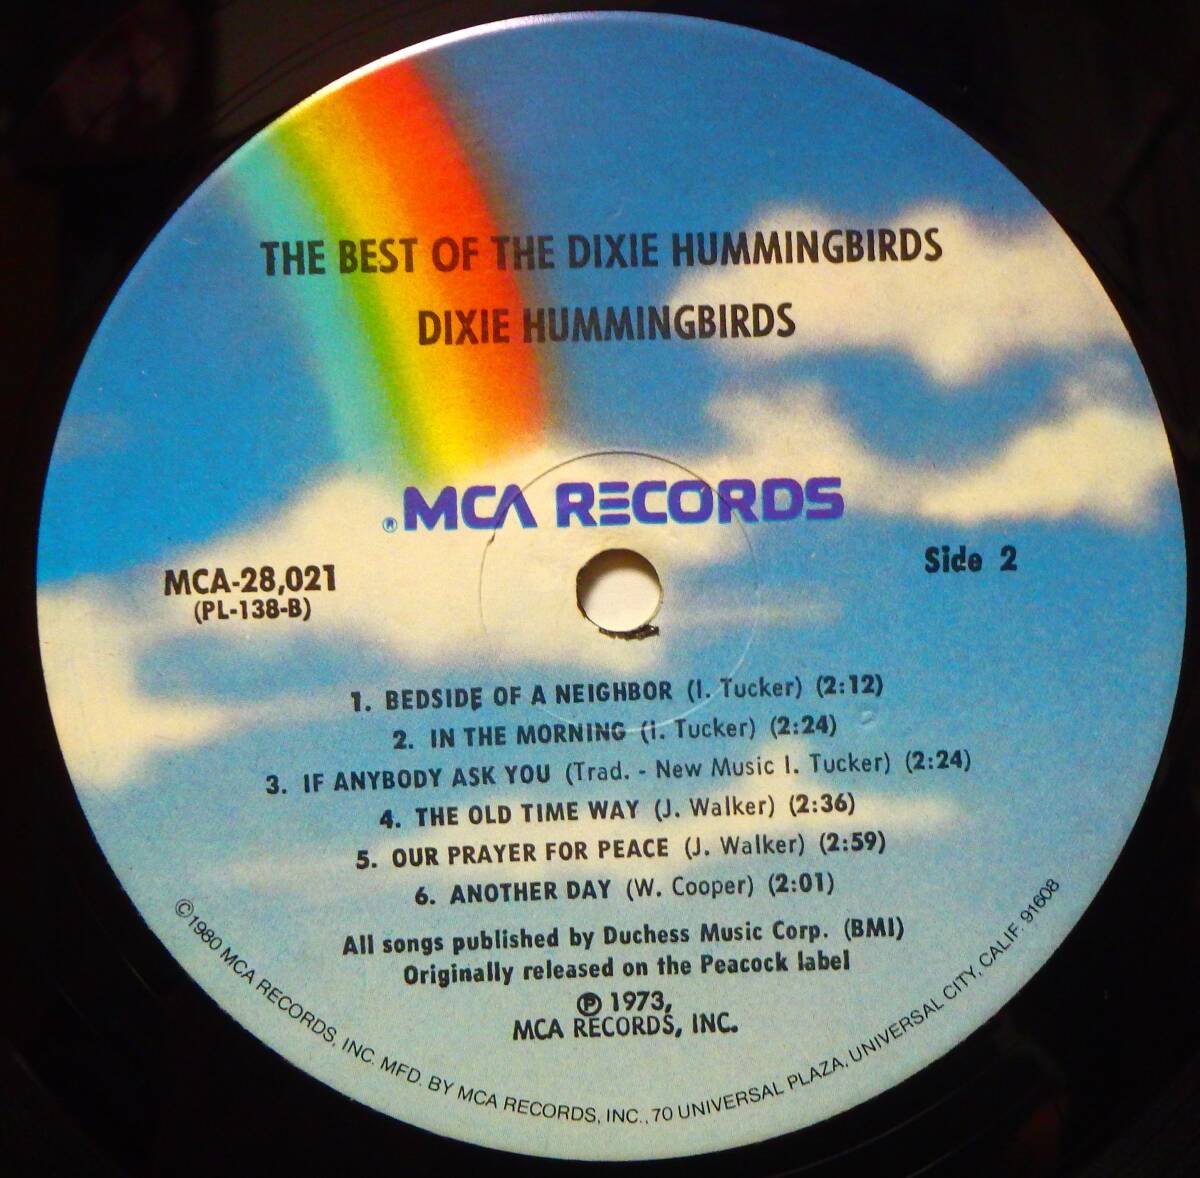 THE BEST OF THE DIXIE HUMMINGBIRDS
DIXIE HUMMINGBIRDS
® MCA RECORDS
MCA-28,021
(PL-138-B)
Side 2
1. BEDSIDE OF A NEIGHBOR (I. Tucker) (2:12)
2. IN THE MORNING (I. Tucker) (2:24)
3. IF ANYBODY ASK YOU (Trad. - New Music I. Tucker) (2:24)
4. THE OLD TIME WAY (J. Walker) (2:36)
5. OUR PRAYER FOR PEACE (J. Walker) (2:59)
6. ANOTHER DAY (W. Cooper) (2:01)
All songs published by Duchess Music Corp. (BMI)
Originally released on the Peacock label
℗ 1973,
MCA RECORDS, INC.
©1980 MCA RECORDS, INC. MFD. BY MCA RECORDS, INC., 70 UNIVERSAL PLAZA, UNIVERSAL CITY, CALIF. 91608